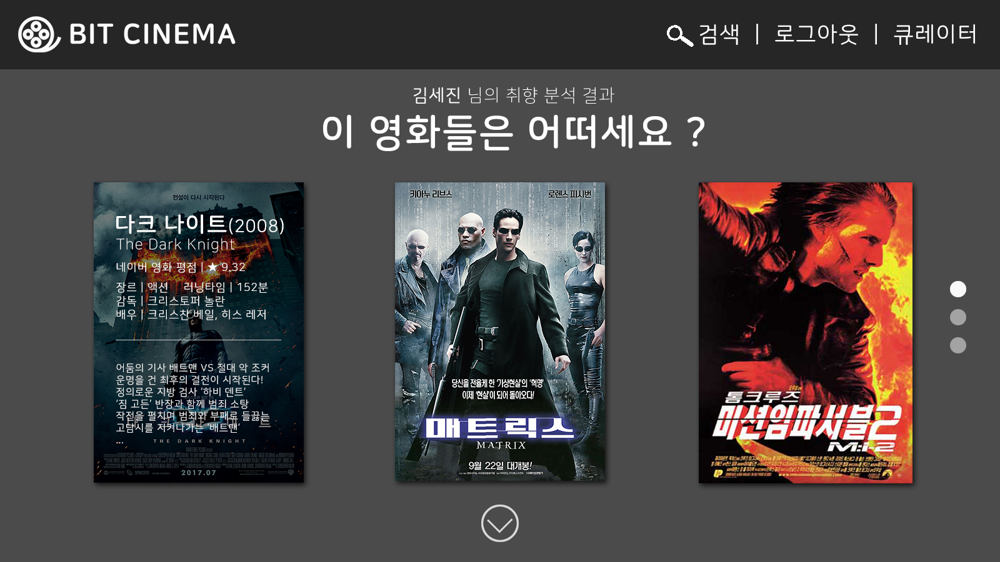 BIT CINEMA
검색 | 로그아웃 | 큐레이터
김세진 님의 취향 분석 결과
이 영화들은 어떠세요 ?
전설이 다시 시작된다
다크 나이트(2008)
The Dark Knight
네이버 영화 평점 | ★ 9.32
장르 | 액션 러닝타임 | 152분
감독 | 크리스토퍼 놀란
배우 | 크리스찬 베일, 히스 레저
어둠의 기사 배트맨 VS 절대 악 조커
운명을 건 최후의 결전이 시작된다!
정의로운 지방 검사 '하비 덴트'
'짐 고든' 반장과 함께 범죄 소탕
작전을 펼치며 범죄와 부패로 들끓는
고담시를 지켜나가는 '배트맨'
...
THE DARK KNIGHT
2017.07
키아누 리브스 로렌스 피시번
당신을 전율케 한 '가상현실'의 '혁명'
이제 '현실'이 되어 돌아오다!
매트릭스
MATRIX
9월 22일 대개봉!
톰크루즈
미션임파서블2
M:I-2